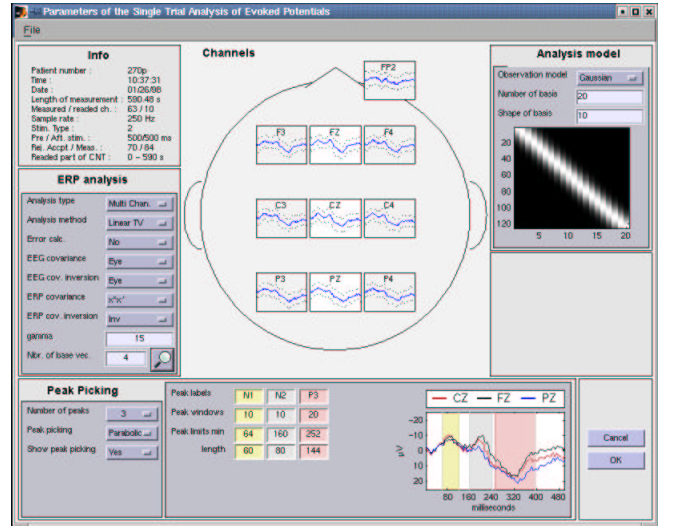 Parameters of the Single Trial Analysis of Evoked Potentials
File
Info
Patient number : 270p
Time : 10:37:31
Date : 01/26/98
Length of measurement : 590.48 s
Measured / readed ch. : 63 / 10
Sample rate : 250 Hz
Stim. Type : 2
Pre / Aft. stim. : 500/500 ms
Rej. Accpt / Meas. : 70 / 84
Readed part of CNT : 0 – 590 s
ERP analysis
Analysis type Multi Chan.
Analysis method Linear TV
Error calc. No
EEG covariance Eye
EEG cov. inversion Eye
ERP covariance x*x'
ERP cov. inversion Inv
gamma 15
Nbr. of base vec. 4
Channels
FP2
F3 FZ F4
C3 CZ C4
P3 PZ P4
Analysis model
Observation model Gaussian
Number of basis 20
Shape of basis 10
20
40
60
80
100
120
5 10 15 20
Peak Picking
Number of peaks 3
Peak picking Parabolic
Show peak picking Yes
Peak labels N1 N2 P3
Peak windows 10 10 20
Peak limits min 64 160 252
length 60 80 144
CZ FZ PZ
−20
−10
0
10
20
μV
80 160 240 320 400 480
milliseconds
Cancel
OK